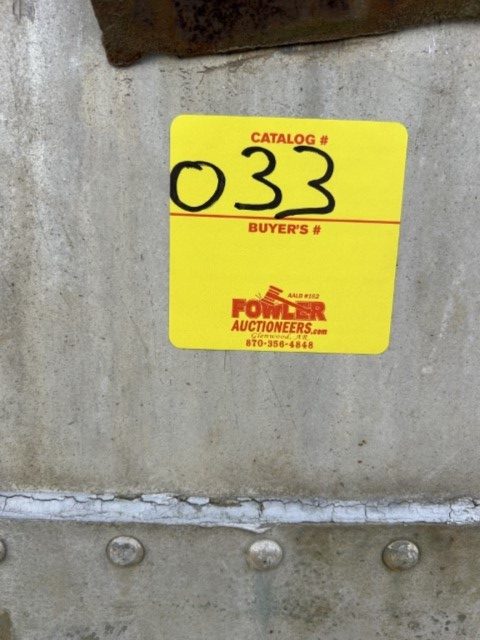 CATALOG #
033
BUYER'S #
AALB #152
FOWLER
AUCTIONEERS.com
Glenwood, AR
870-356-4848